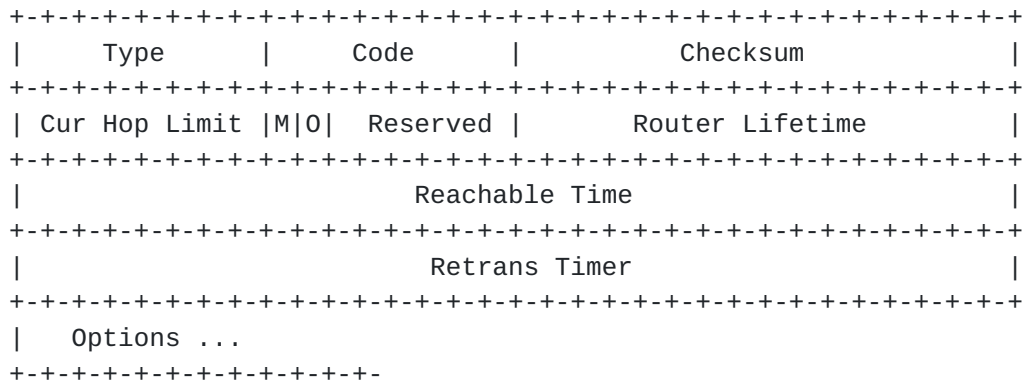 +-+-+-+-+-+-+-+-+-+-+-+-+-+-+-+-+-+-+-+-+-+-+-+-+-+-+-+-+-+-+-+-+
|     Type      |     Code      |          Checksum             |
+-+-+-+-+-+-+-+-+-+-+-+-+-+-+-+-+-+-+-+-+-+-+-+-+-+-+-+-+-+-+-+-+
| Cur Hop Limit |M|O|  Reserved |       Router Lifetime         |
+-+-+-+-+-+-+-+-+-+-+-+-+-+-+-+-+-+-+-+-+-+-+-+-+-+-+-+-+-+-+-+-+
|                         Reachable Time                        |
+-+-+-+-+-+-+-+-+-+-+-+-+-+-+-+-+-+-+-+-+-+-+-+-+-+-+-+-+-+-+-+-+
|                          Retrans Timer                        |
+-+-+-+-+-+-+-+-+-+-+-+-+-+-+-+-+-+-+-+-+-+-+-+-+-+-+-+-+-+-+-+-+
|   Options ...
+-+-+-+-+-+-+-+-+-+-+-+-